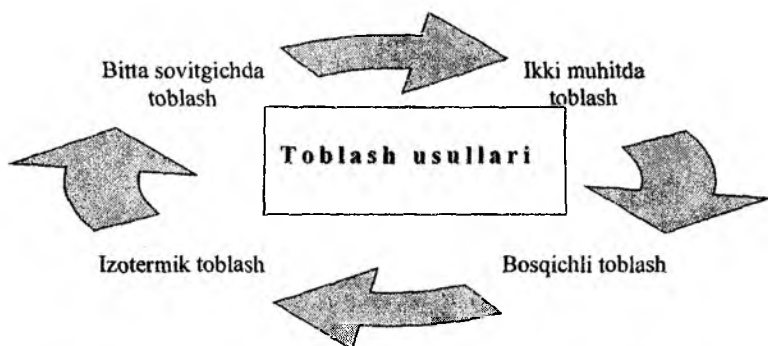 Bitta sovitgichda
toblash
Ikki muhitda
toblash
Toblash usullari
Izotermik toblash
Bosqichli toblash